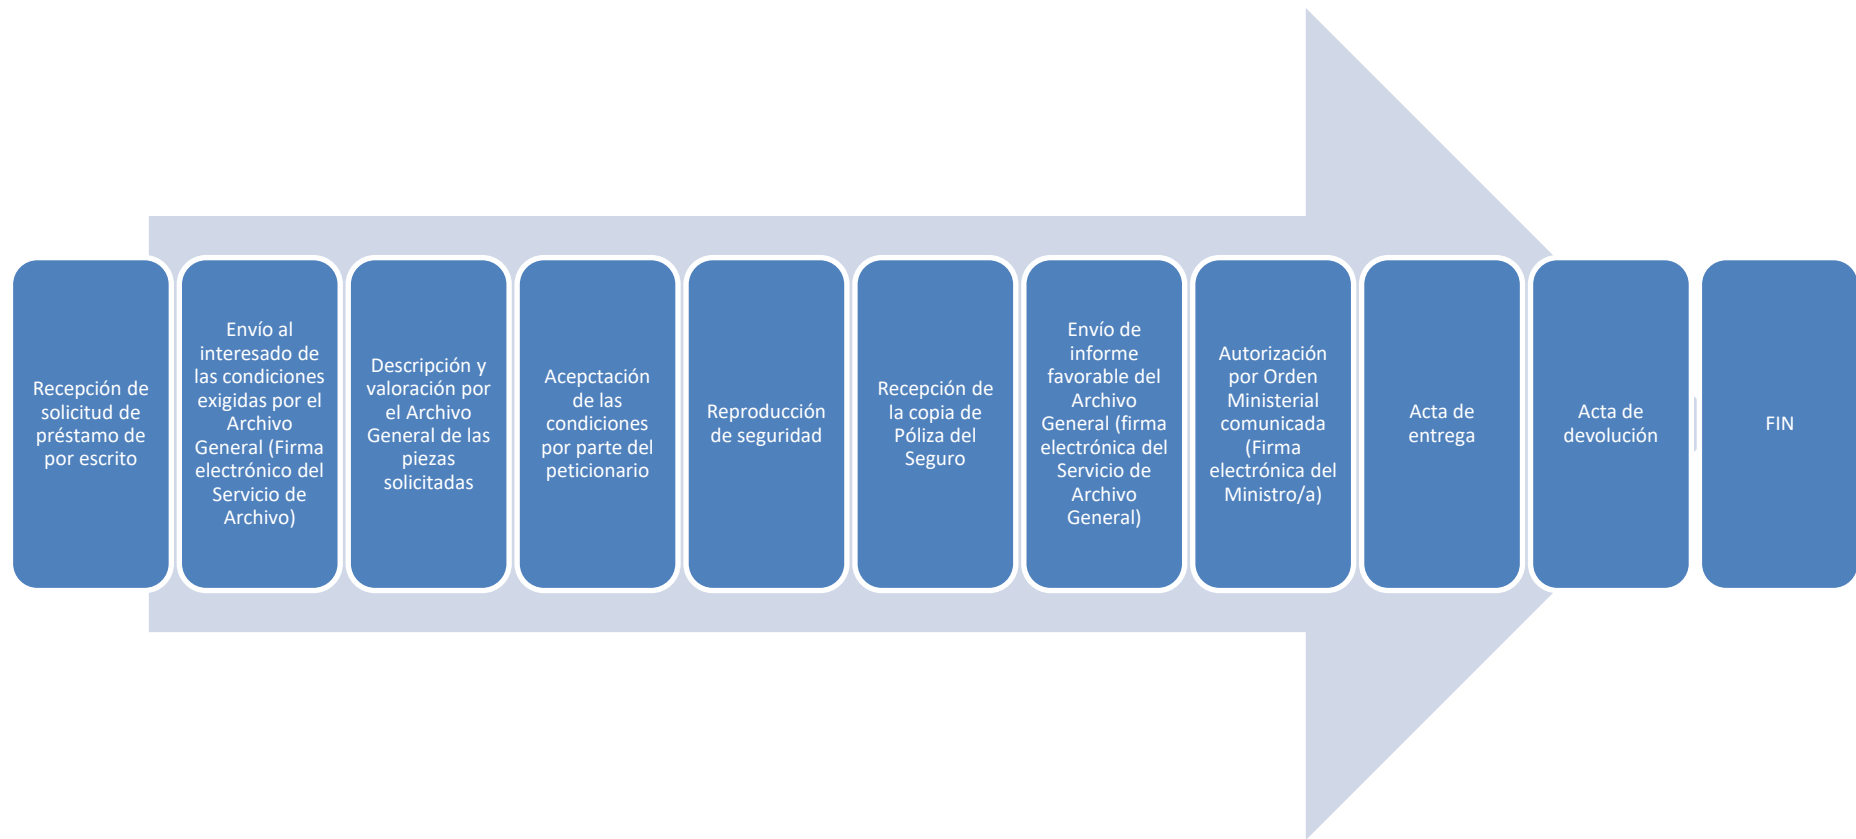 Recepción de
solicitud de
préstamo de
por escrito
Envío al
interesado de
las condiciones
exigidas por el
Archivo
General (Firma
electrónico del
Servicio de
Archivo)
Descripción y
valoración por
el Archivo
General de las
piezas
solicitadas
Acepctación
de las
condiciones
por parte del
peticionario
Reproducción
de seguridad
Recepción de
la copia de
Póliza del
Seguro
Envío de
informe
favorable del
Archivo
General (firma
electrónica del
Servicio de
Archivo
General)
Autorización
por Orden
Ministerial
comunicada
(Firma
electrónica del
Ministro/a)
Acta de
entrega
Acta de
devolución
FIN